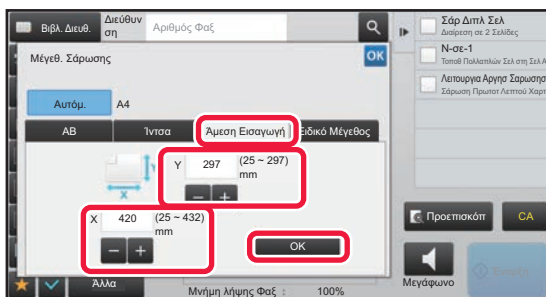 Βιβλ. Διευθ.
Διεύθυν
ση
Αριθμός Φαξ
Μέγεθ. Σάρωσης
OK
Αυτόμ.
A4
AB
Ίντσα
Άμεση Εισαγωγή
Ειδικό Μέγεθος
Y
297
(25 ~ 297)
mm
Y
X
X
420
(25 ~ 432)
mm
OK
Άλλα
Μνήμη λήψης Φαξ :
100%
Σάρ Διπλ Σελ
Διαίρεση σε 2 Σελίδες
N-σε-1
Τοποθ Πολλαπλών Σελ στη Σελ Α
Λειτουργια Αργησ Σαρωσησ
Σάρωση Πρωτοτ Λεπτού Χαρτ
Προεπισκόπ
CA
Μεγάφωνο
Έναρξη